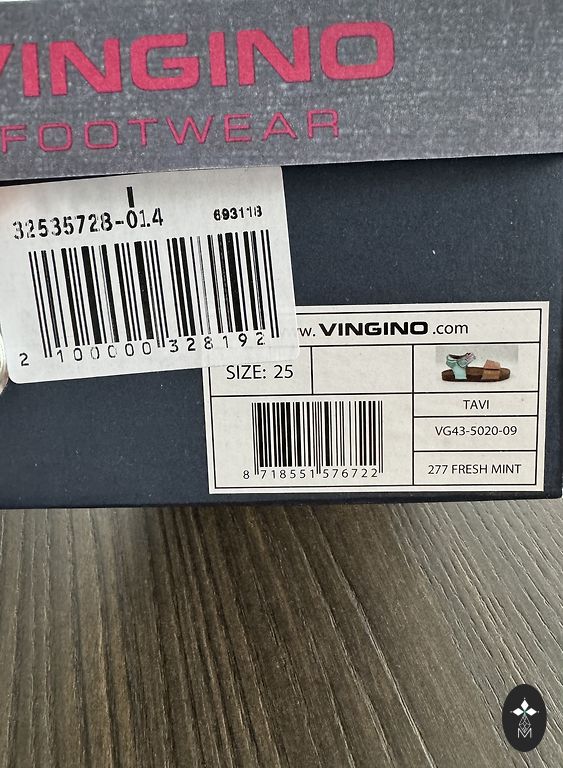 VINGINO
FOOTWEAR
32535728-014
693118
2 100000 328192
www.VINGINO.com
SIZE: 25
TAVI
VG43-5020-09
8 718551 576722
277 FRESH MINT